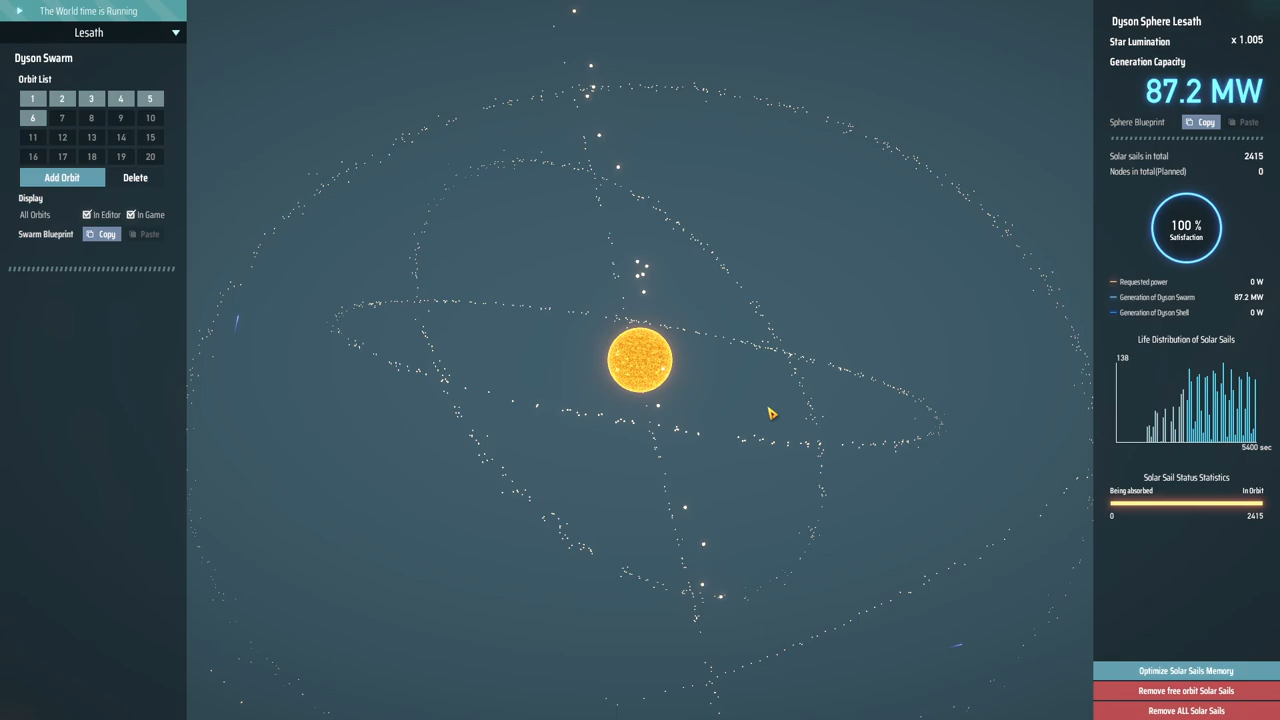 The World time is Running
Lesath
Dyson Swarm
Orbit List
1 2 3 4 5
6 7 8 9 10
11 12 13 14 15
16 17 18 19 20
Add Orbit Delete
Display
All Orbits In Editor In Game
Swarm Blueprint Copy Paste
Dyson Sphere Lesath
Star Lumination x 1.005
Generation Capacity
87.2 MW
Sphere Blueprint Copy Paste
Solar sails in total 2415
Nodes in total(Planned) 0
100 %
Satisfaction
Requested power 0 W
Generation of Dyson Swarm 87.2 MW
Generation of Dyson Shell 0 W
Life Distribution of Solar Sails
138
5400 sec
Solar Sail Status Statistics
Being absorbed In Orbit
0 2415
Optimize Solar Sails Memory
Remove free orbit Solar Sails
Remove ALL Solar Sails